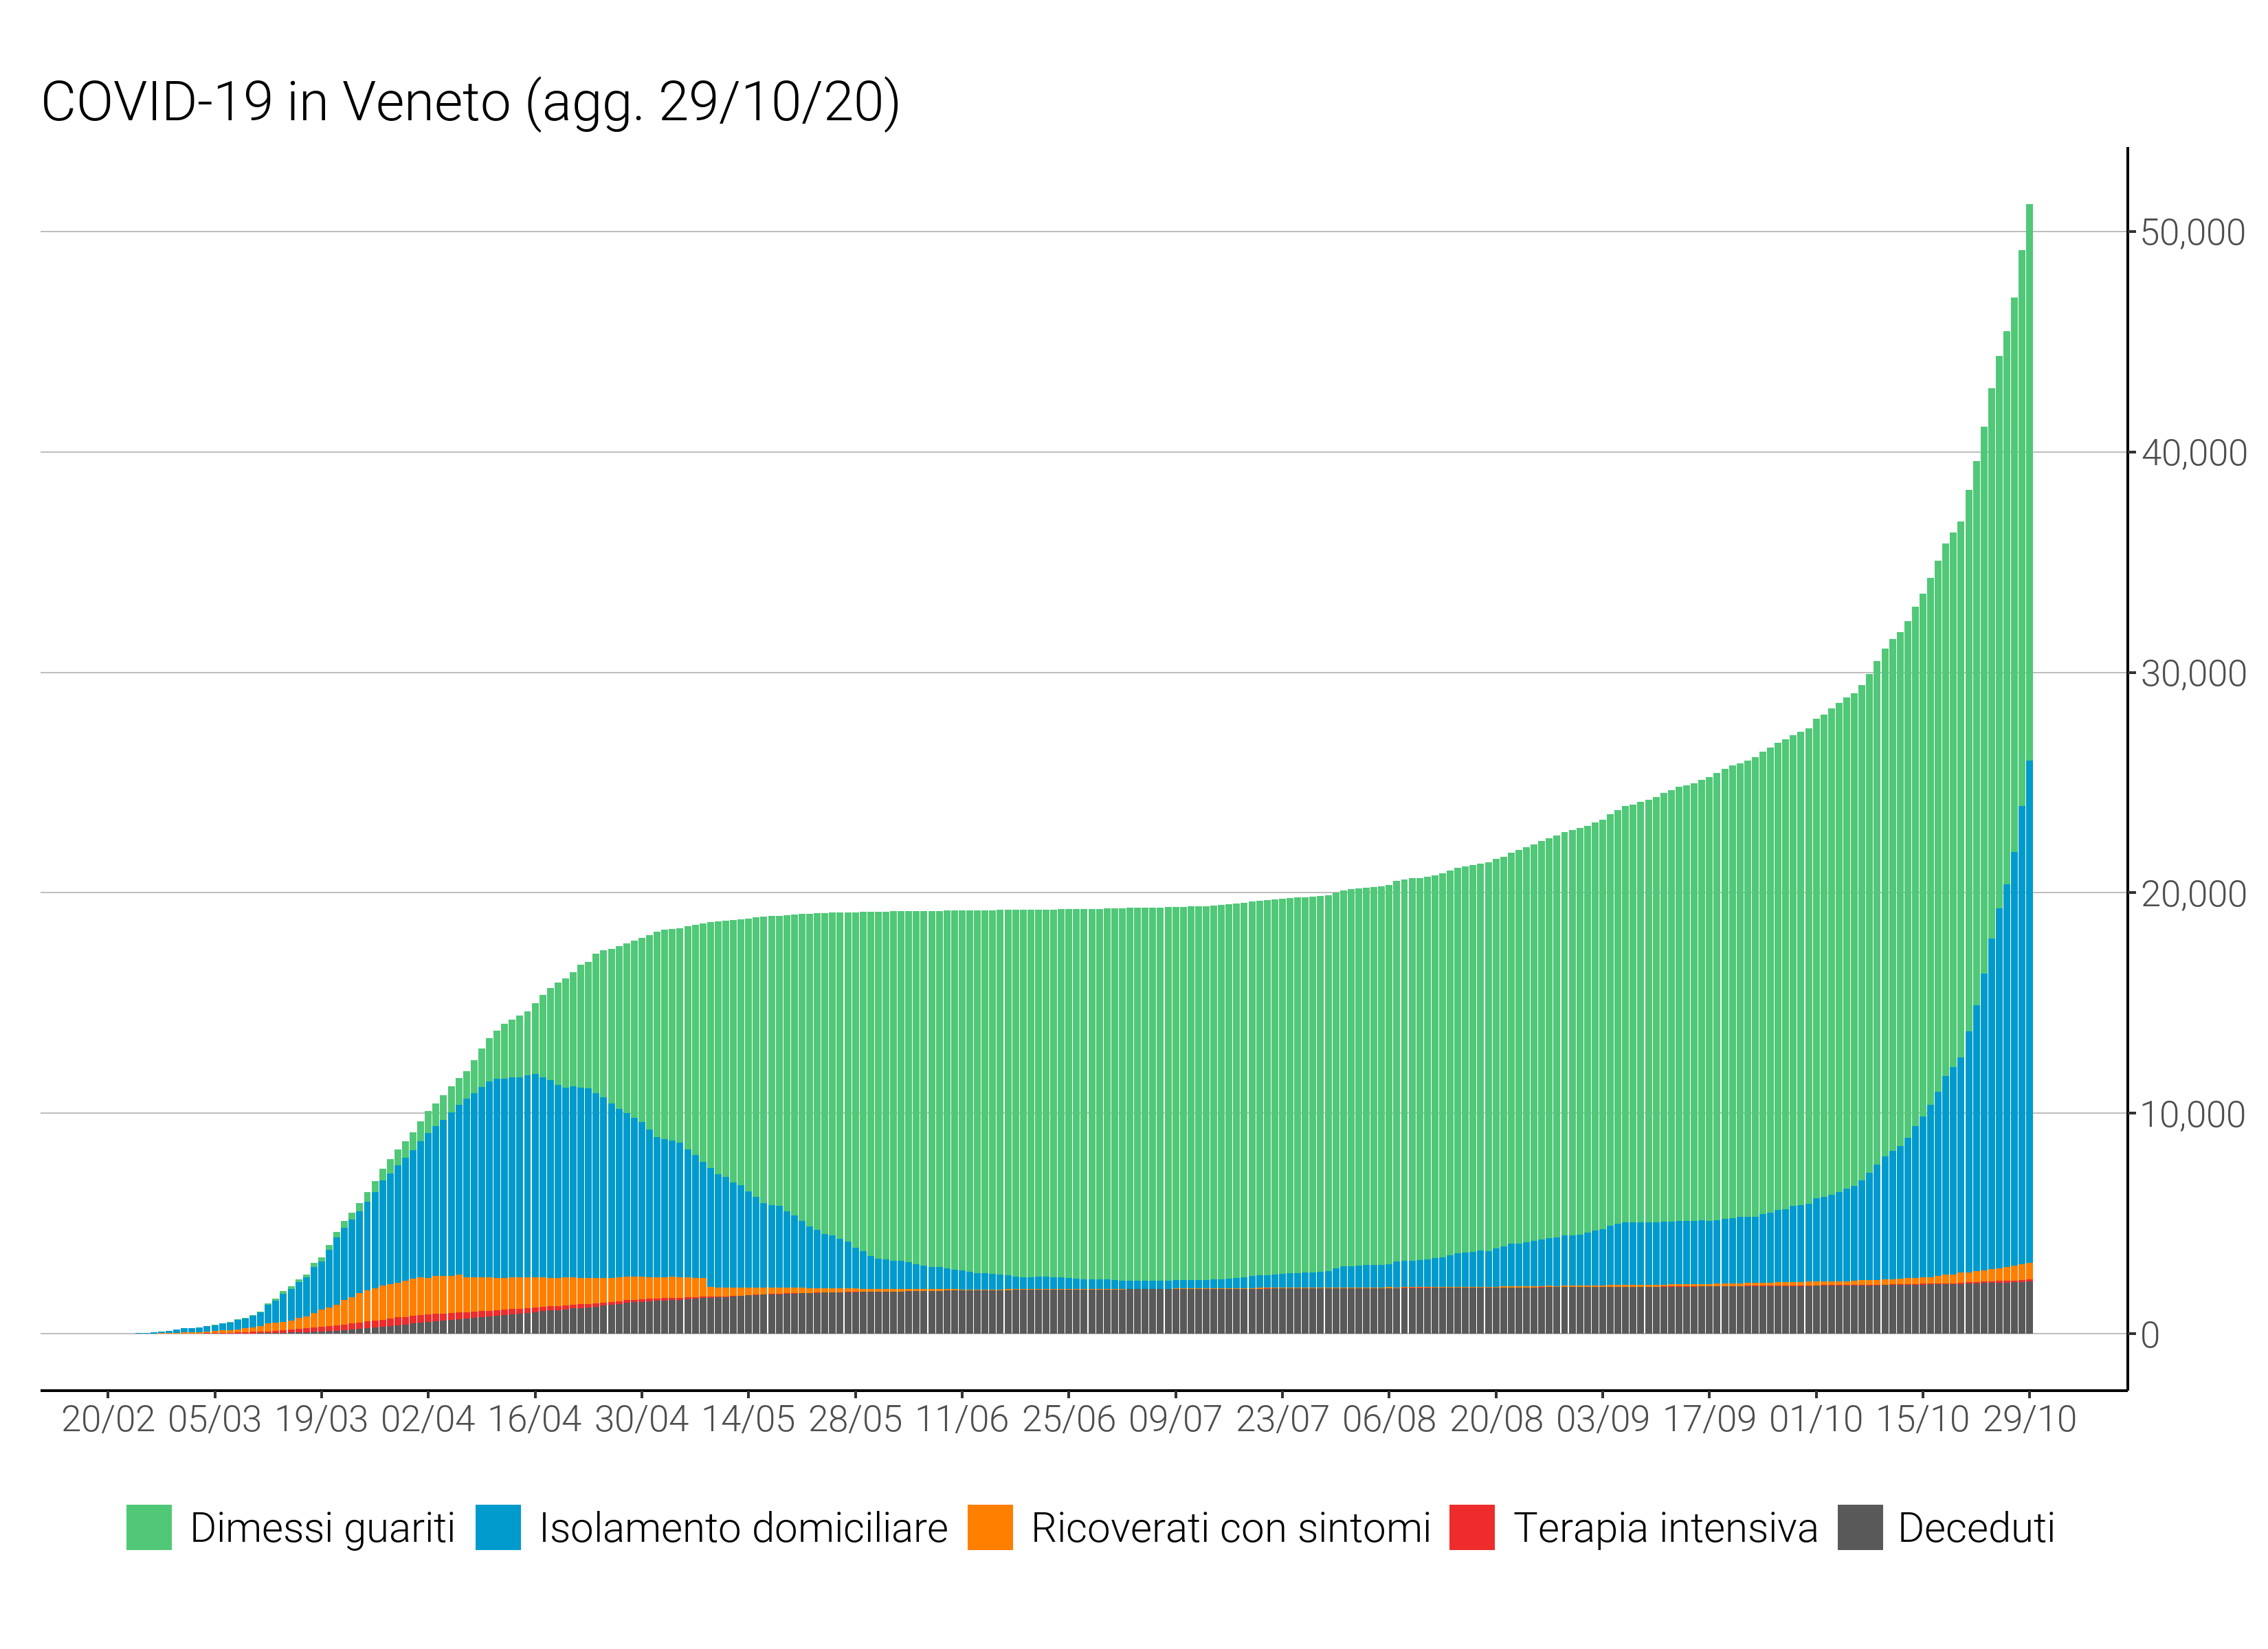 COVID-19 in Veneto (agg. 29/10/20)
50,000
40,000
30,000
20,000
10,000
0
20/02 05/03 19/03 02/04 16/04 30/04 14/05 28/05 11/06 25/06 09/07 23/07 06/08 20/08 03/09 17/09 01/10 15/10 29/10
Dimessi guariti Isolamento domiciliare Ricoverati con sintomi Terapia intensiva Deceduti